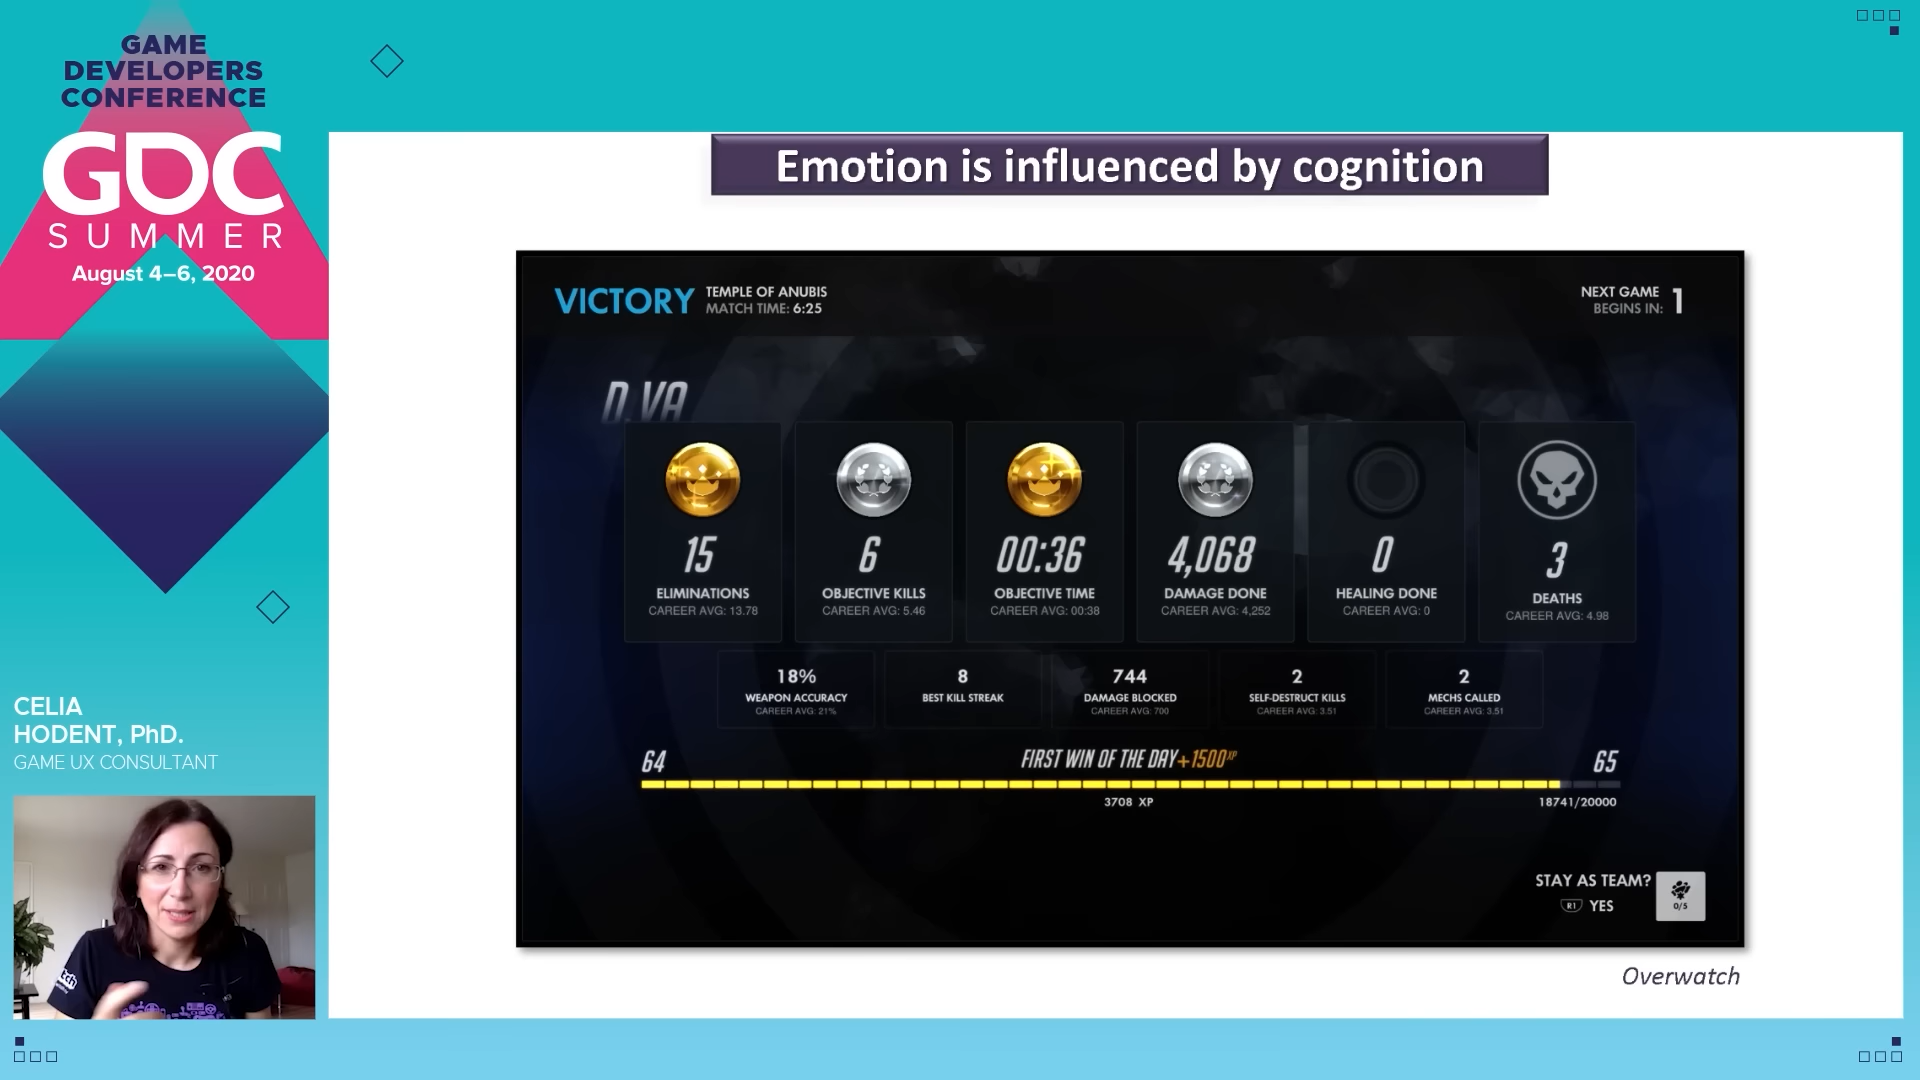 GAME
DEVELOPERS
CONFERENCE
GDC
SUMMER
August 4–6, 2020
CELIA
HODENT, PhD.
GAME UX CONSULTANT
Emotion is influenced by cognition
VICTORY
TEMPLE OF ANUBIS
MATCH TIME: 6:25
NEXT GAME
BEGINS IN:
1
D.VA
15
ELIMINATIONS
CAREER AVG: 13.78
6
OBJECTIVE KILLS
CAREER AVG: 5.46
00:36
OBJECTIVE TIME
CAREER AVG: 00:38
4,068
DAMAGE DONE
CAREER AVG: 4,252
0
HEALING DONE
CAREER AVG: 0
3
DEATHS
CAREER AVG: 4.98
18%
WEAPON ACCURACY
CAREER AVG: 21%
8
BEST KILL STREAK
744
DAMAGE BLOCKED
CAREER AVG: 700
2
SELF-DESTRUCT KILLS
CAREER AVG: 3.51
2
MECHS CALLED
CAREER AVG: 3.51
64
FIRST WIN OF THE DAY +1500 XP
65
3708 XP
18741/20000
STAY AS TEAM?
R1 YES
0/5
Overwatch